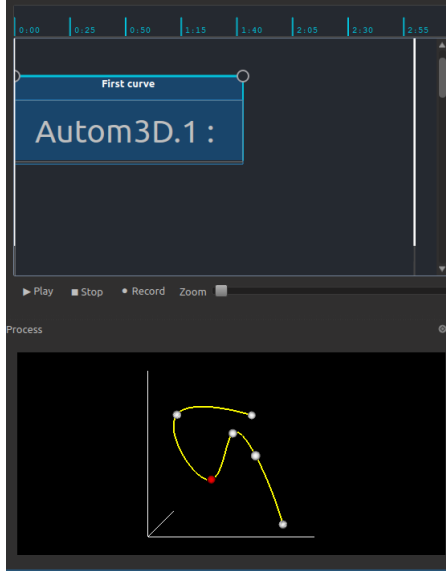 0:00 0:25 0:50 1:15 1:40 2:05 2:30 2:55
First curve
Autom3D.1 :
▶ Play ■ Stop ● Record Zoom
Process